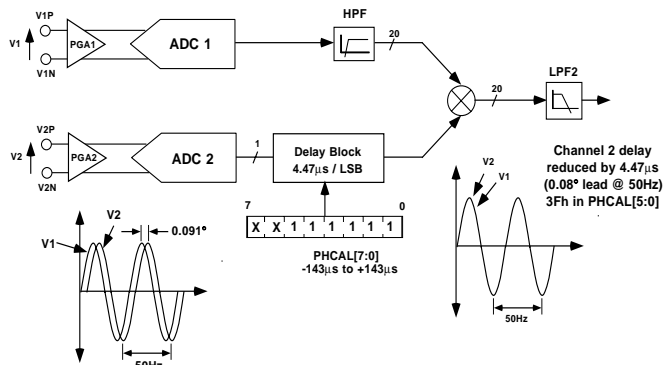 V1P
V1
V1N
PGA1
ADC 1
HPF
20
20
LPF2
V2P
V2
V2N
PGA2
ADC 2
1
Delay Block
4.47µs / LSB
Channel 2 delay
reduced by 4.47µs
(0.08° lead @ 50Hz)
3Fh in PHCAL[5:0]
7
0
X X 1 1 1 1 1 1
PHCAL[7:0]
-143µs to +143µs
V2
V1
0.091°
50Hz
V2
V1
50Hz